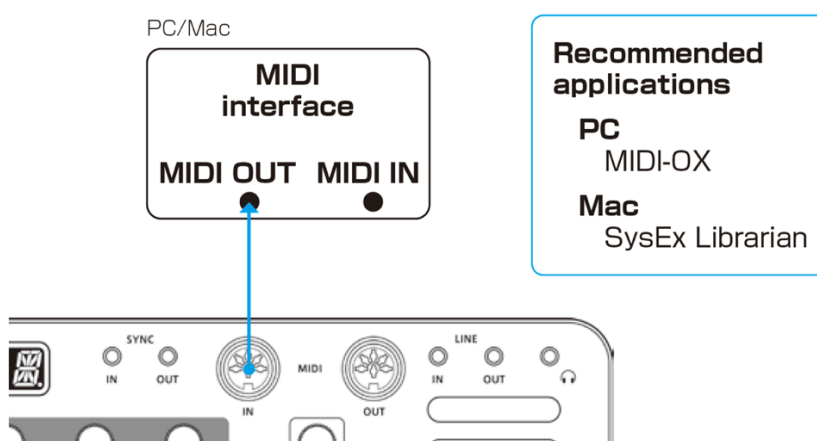 PC/Mac
MIDI
interface
MIDI OUT MIDI IN
Recommended
applications
PC
MIDI-OX
Mac
SysEx Librarian
SYNC
IN OUT
MIDI
IN OUT
LINE
IN OUT